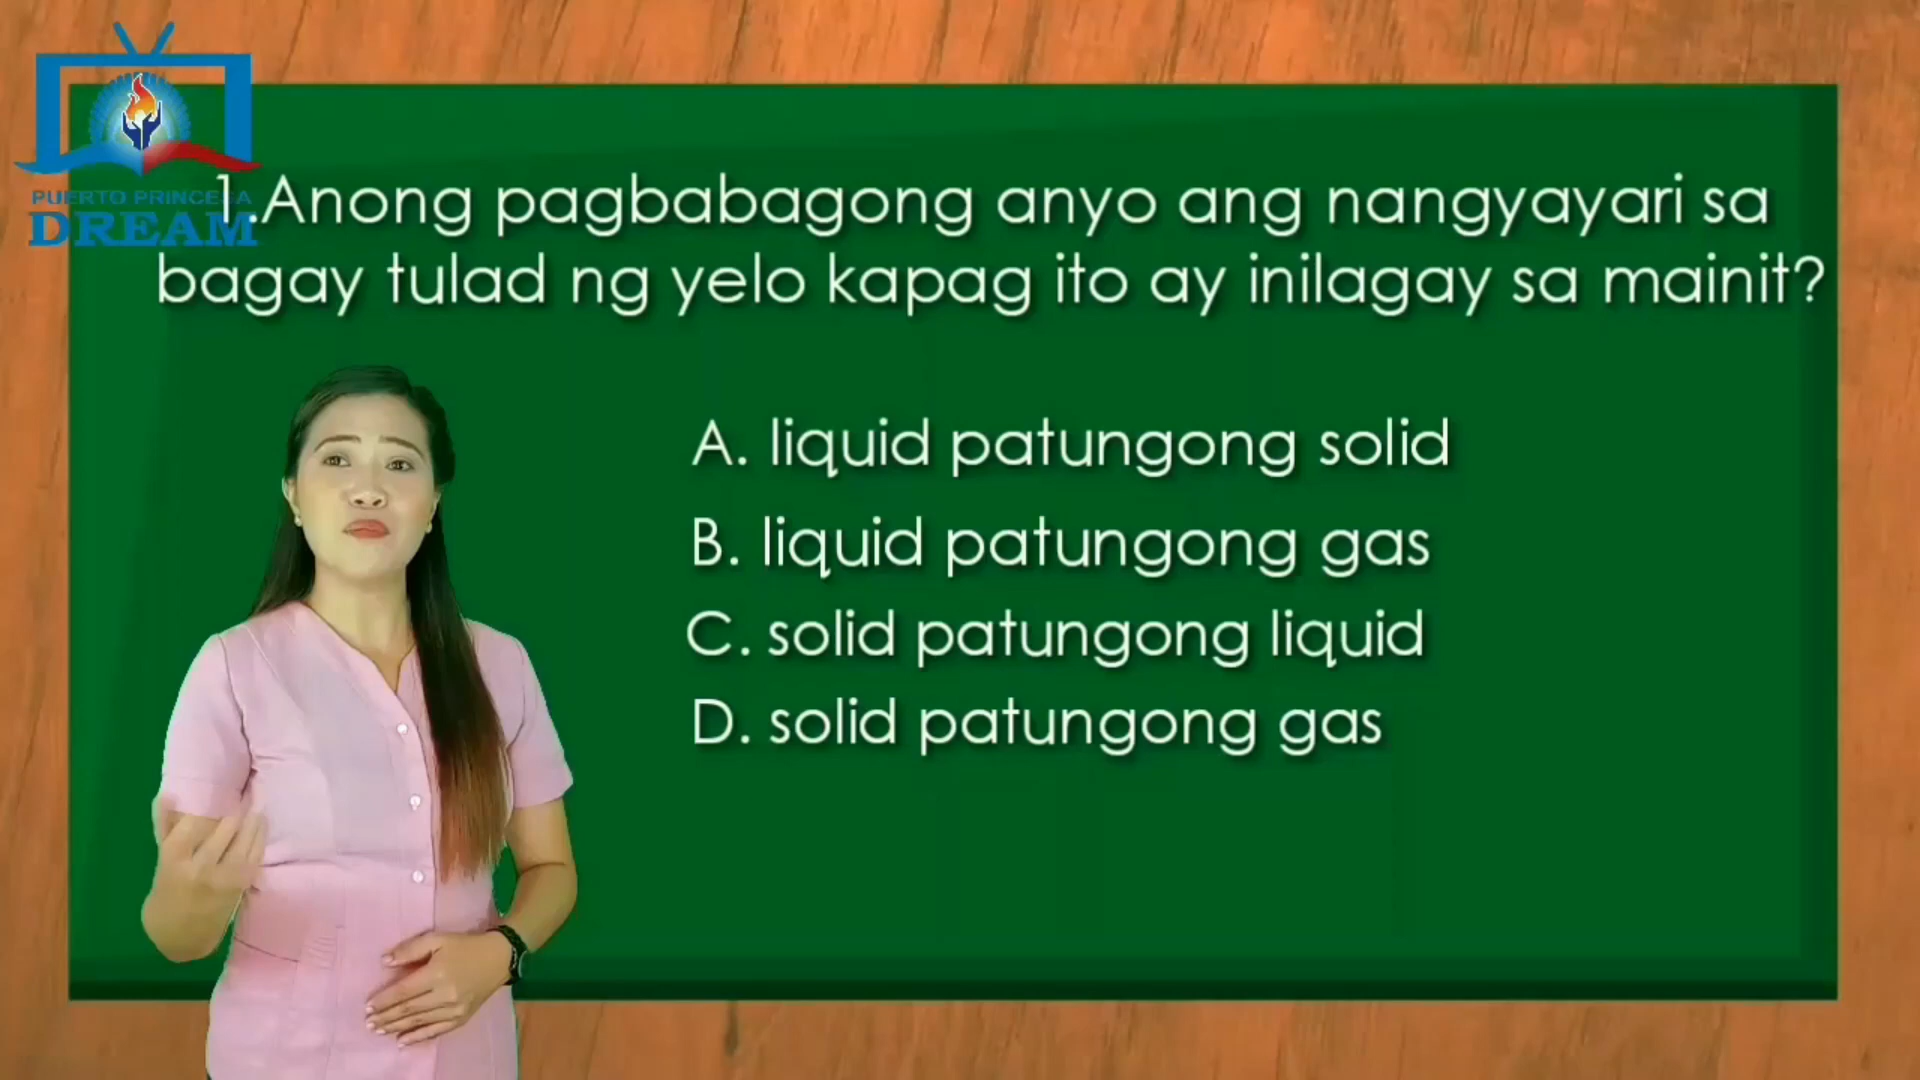 PUERTO PRINCESA
DREAM
1.Anong pagbabagong anyo ang nangyayari sa
bagay tulad ng yelo kapag ito ay inilagay sa mainit?
A. liquid patungong solid
B. liquid patungong gas
C. solid patungong liquid
D. solid patungong gas